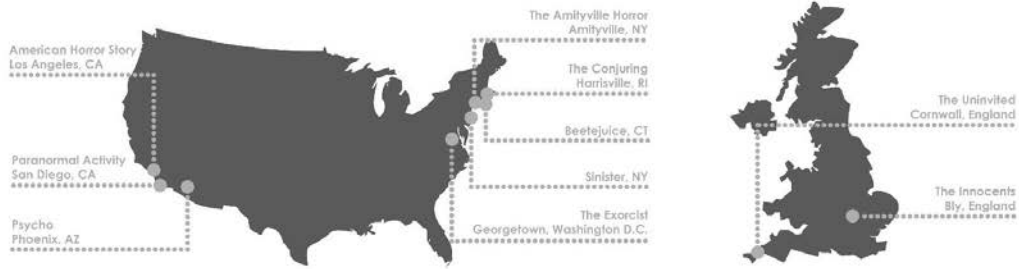 American Horror Story
Los Angeles, CA
Paranormal Activity
San Diego, CA
Psycho
Phoenix, AZ
The Amityville Horror
Amityville, NY
The Conjuring
Harrisville, RI
Beetejuice, CT
Sinister, NY
The Exorcist
Georgetown, Washington D.C.
The Uninvited
Cornwall, England
The Innocents
Bly, England